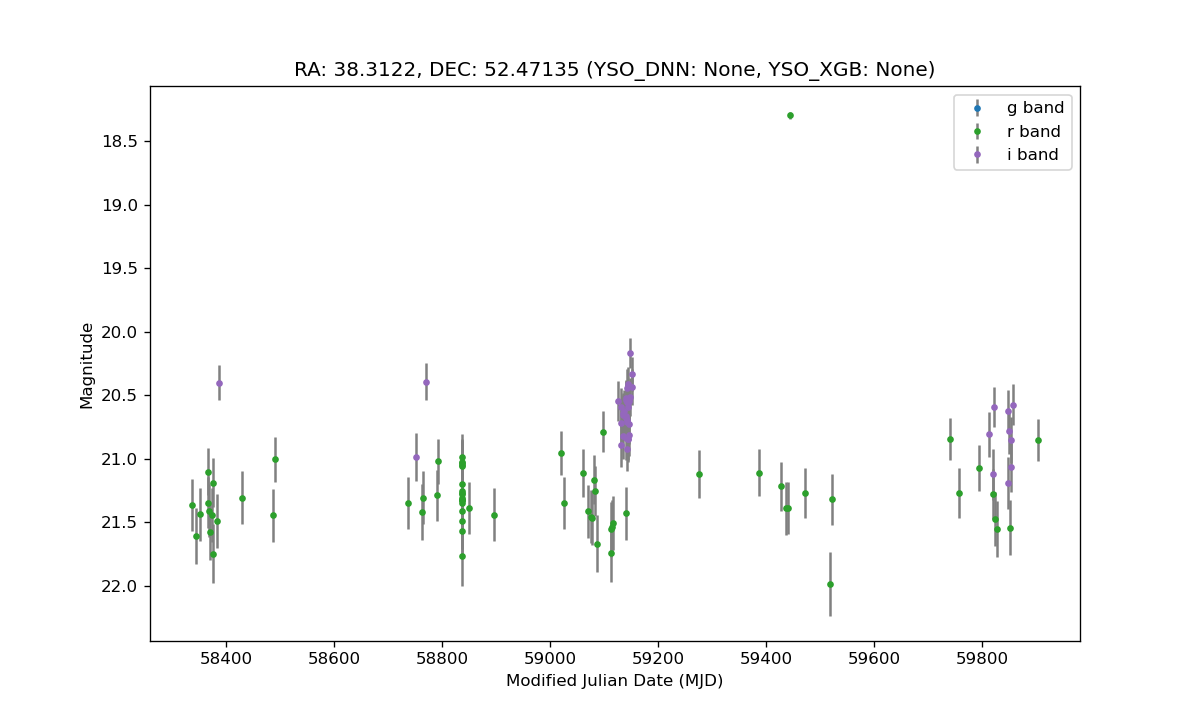 RA: 38.3122, DEC: 52.47135 (YSO_DNN: None, YSO_XGB: None)
g band
r band
i band
18.5
19.0
19.5
20.0
20.5
21.0
21.5
22.0
Magnitude
58400
58600
58800
59000
59200
59400
59600
59800
Modified Julian Date (MJD)